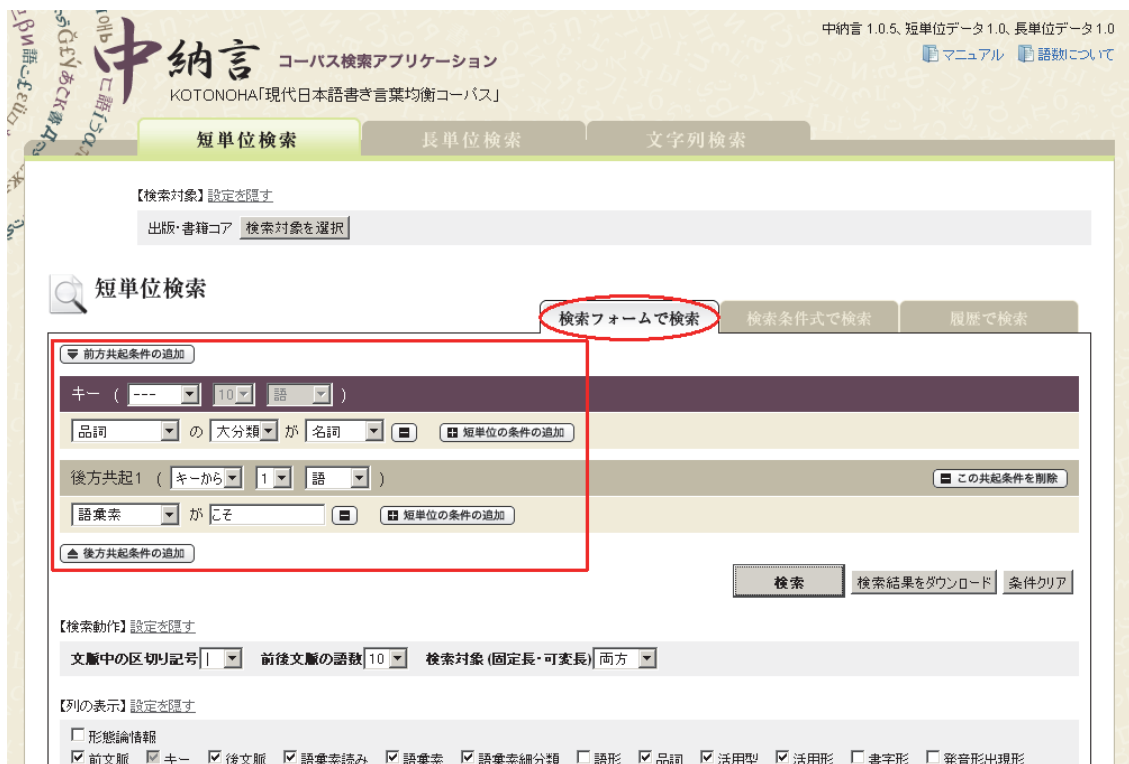 中納言 1.0.5、短単位データ1.0、長単位データ1.0
マニュアル 語数について
中納言 コーパス検索アプリケーション
KOTONOHA「現代日本語書き言葉均衡コーパス」
短単位検索 長単位検索 文字列検索
【検索対象】 設定を隠す
出版・書籍コア 検索対象を選択
短単位検索
検索フォームで検索 検索条件式で検索 履歴で検索
前方共起条件の追加
キー ( --- 10 語 )
品詞 の 大分類 が 名詞 短単位の条件の追加
後方共起1 ( キーから 1 語 ) この共起条件を削除
語彙素 が こそ 短単位の条件の追加
後方共起条件の追加
検索 検索結果をダウンロード 条件クリア
【検索動作】 設定を隠す
文脈中の区切り記号 | 前後文脈の語数 10 検索対象(固定長・可変長) 両方
【列の表示】 設定を隠す
形態論情報
前文脈 キー 後文脈 語彙素読み 語彙素 語彙素細分類 語形 品詞 活用型 活用形 書字形 発音形出現形